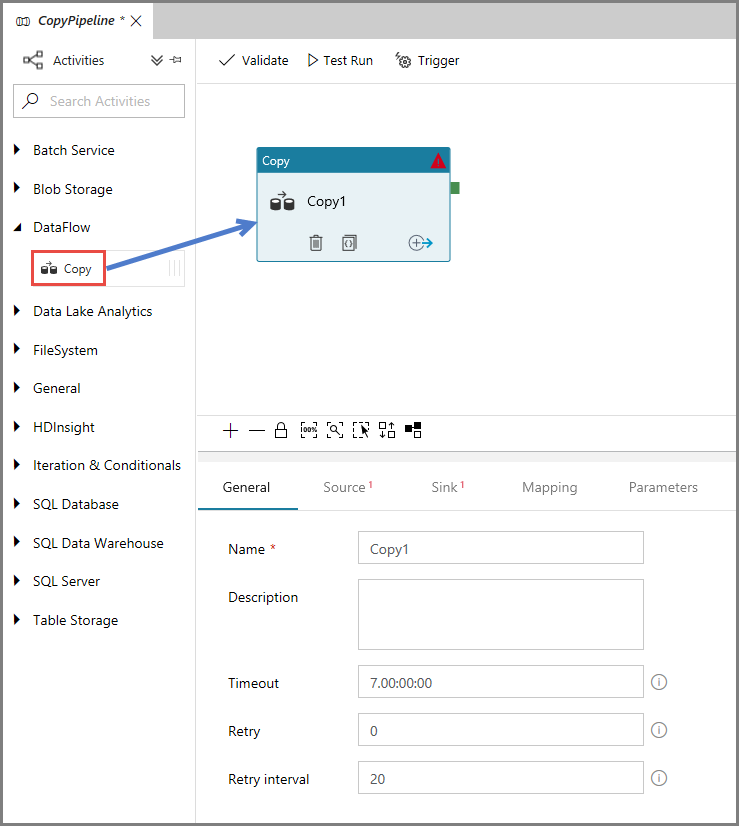 CopyPipeline *
Activities
Search Activities
Batch Service
Blob Storage
DataFlow
Copy
Data Lake Analytics
FileSystem
General
HDInsight
Iteration & Conditionals
SQL Database
SQL Data Warehouse
SQL Server
Table Storage
Validate Test Run Trigger
Copy
Copy1
100%
General Source 1 Sink 1 Mapping Parameters
Name * Copy1
Description
Timeout 7.00:00:00
Retry 0
Retry interval 20